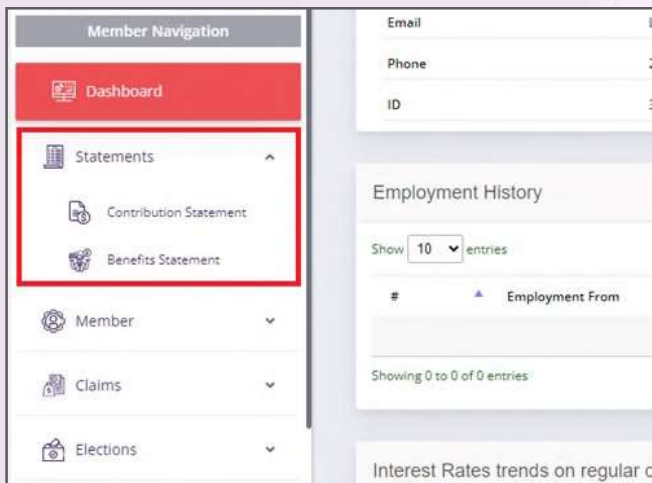 Member Navigation
Dashboard
Statements
Contribution Statement
Benefits Statement
Member
Claims
Elections
Email
Phone
ID
Employment History
Show 10 entries
# Employment From
Showing 0 to 0 of 0 entries
Interest Rates trends on regular